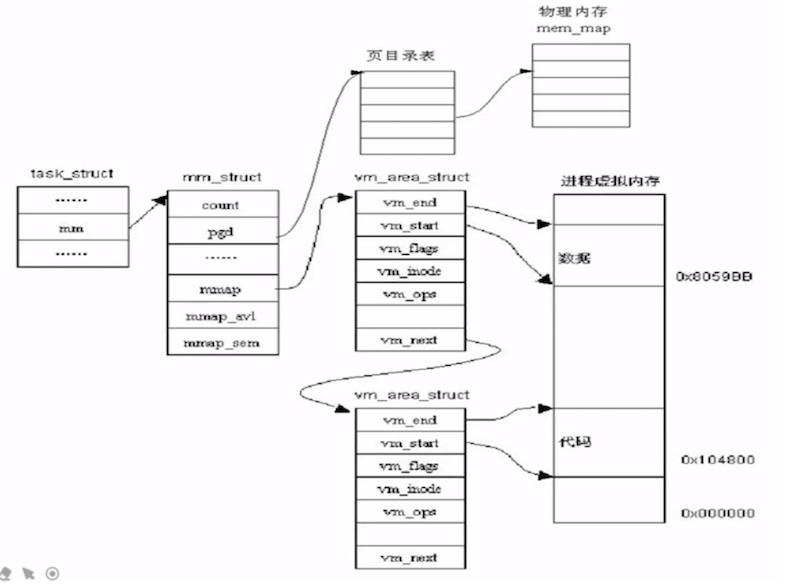 物理内存
mem_map
页目录表
task_struct
......
mm
......
mm_struct
count
pgd
......
mmap
mmap_avl
mmap_sem
vm_area_struct
vm_end
vm_start
vm_flags
vm_inode
vm_ops
vm_next
进程虚拟内存
数据
0x8059BB
vm_area_struct
vm_end
vm_start
vm_flags
vm_inode
vm_ops
vm_next
代码
0x104800
0x000000